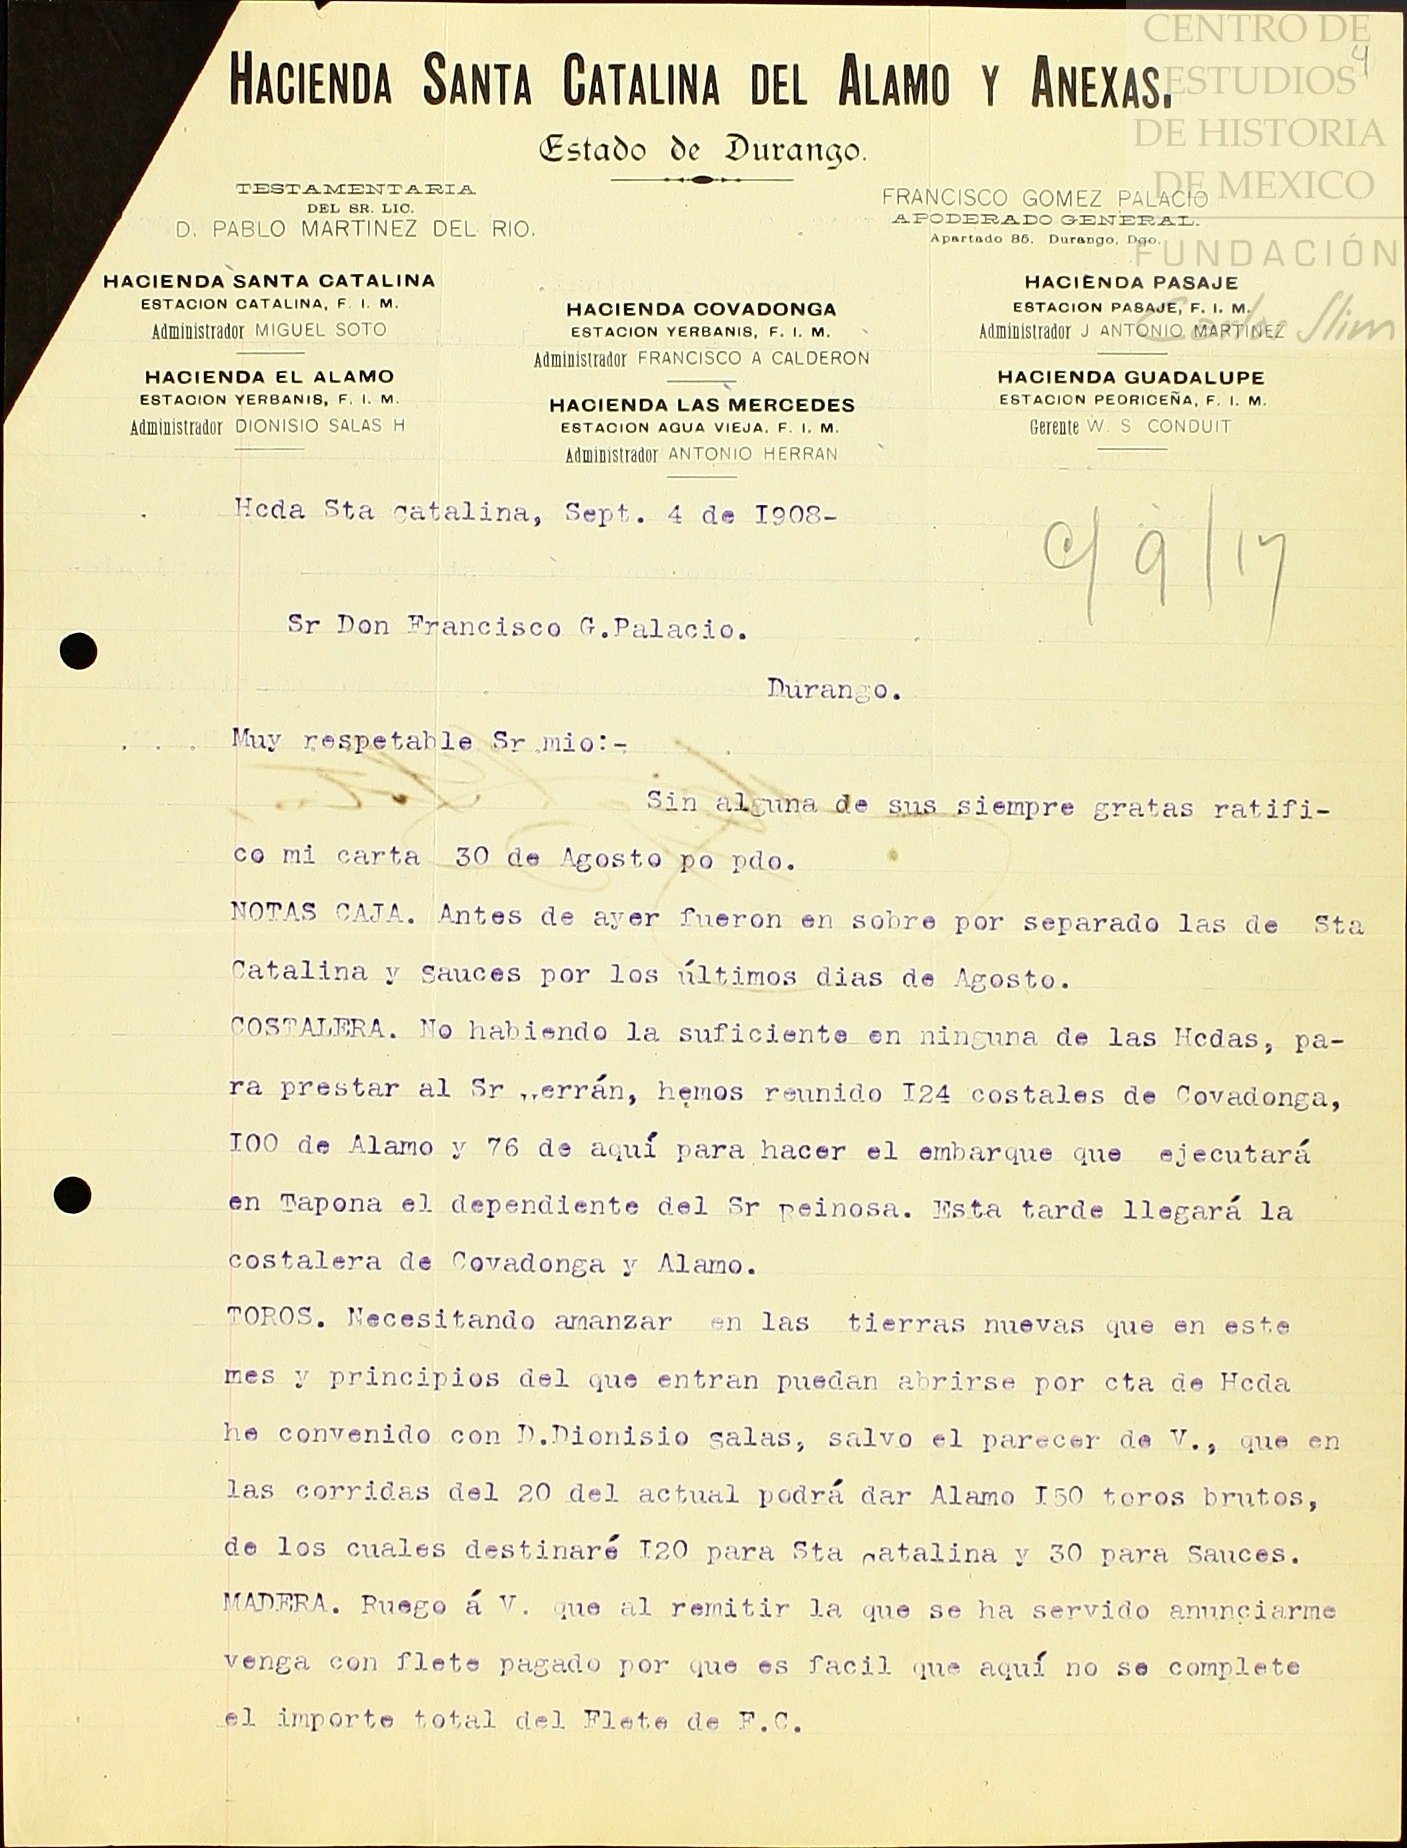 CENTRO DE
ESTUDIOS
DE HISTORIA
DE MEXICO
FUNDACIÓN
Carlos Slim
4
HACIENDA SANTA CATALINA DEL ALAMO Y ANEXAS.
Estado de Durango.
TESTAMENTARIA
DEL SR. LIC.
D. PABLO MARTINEZ DEL RIO.
FRANCISCO GOMEZ PALACIO
APODERADO GENERAL.
Apartado 85. Durango, Dgo.
HACIENDA SANTA CATALINA
ESTACION CATALINA, F. I. M.
Administrador MIGUEL SOTO
HACIENDA EL ALAMO
ESTACION YERBANIS, F. I. M.
Administrador DIONISIO SALAS H
HACIENDA COVADONGA
ESTACION YERBANIS, F. I. M.
Administrador FRANCISCO A CALDERON
HACIENDA LAS MERCEDES
ESTACION AGUA VIEJA, F. I. M.
Administrador ANTONIO HERRAN
HACIENDA PASAJE
ESTACION PASAJE, F. I. M.
Administrador J ANTONIO MARTINEZ
HACIENDA GUADALUPE
ESTACION PEDRICEÑA, F. I. M.
Gerente W. S CONDUIT
Hcda Sta Catalina, Sept. 4 de I908-
c/ 9/17
Sr Don Francisco G.Palacio.
Durango.
Muy respetable Sr mio:-
Sin alguna de sus siempre gratas ratifi-
co mi carta 30 de Agosto po pdo.
NOTAS CAJA. Antes de ayer fueron en sobre por separado las de Sta
Catalina y Sauces por los últimos dias de Agosto.
COSTALERA. No habiendo la suficiente en ninguna de las Hcdas, pa-
ra prestar al Sr Herrán, hemos reunido I24 costales de Covadonga,
I00 de Alamo y 76 de aquí para hacer el embarque que ejecutará
en Tapona el dependiente del Sr Reinosa. Esta tarde llegará la
costalera de Covadonga y Alamo.
TOROS. Necesitando amanzar en las tierras nuevas que en este
mes y principios del que entran puedan abrirse por cta de Hcda
he convenido con D.Dionisio Salas, salvo el parecer de V., que en
las corridas del 20 del actual podrá dar Alamo I50 toros brutos,
de los cuales destinaré I20 para Sta Catalina y 30 para Sauces.
MADERA. Ruego á V. que al remitir la que se ha servido anunciarme
venga con flete pagado por que es facil que aquí no se complete
el importe total del Flete de F.C.